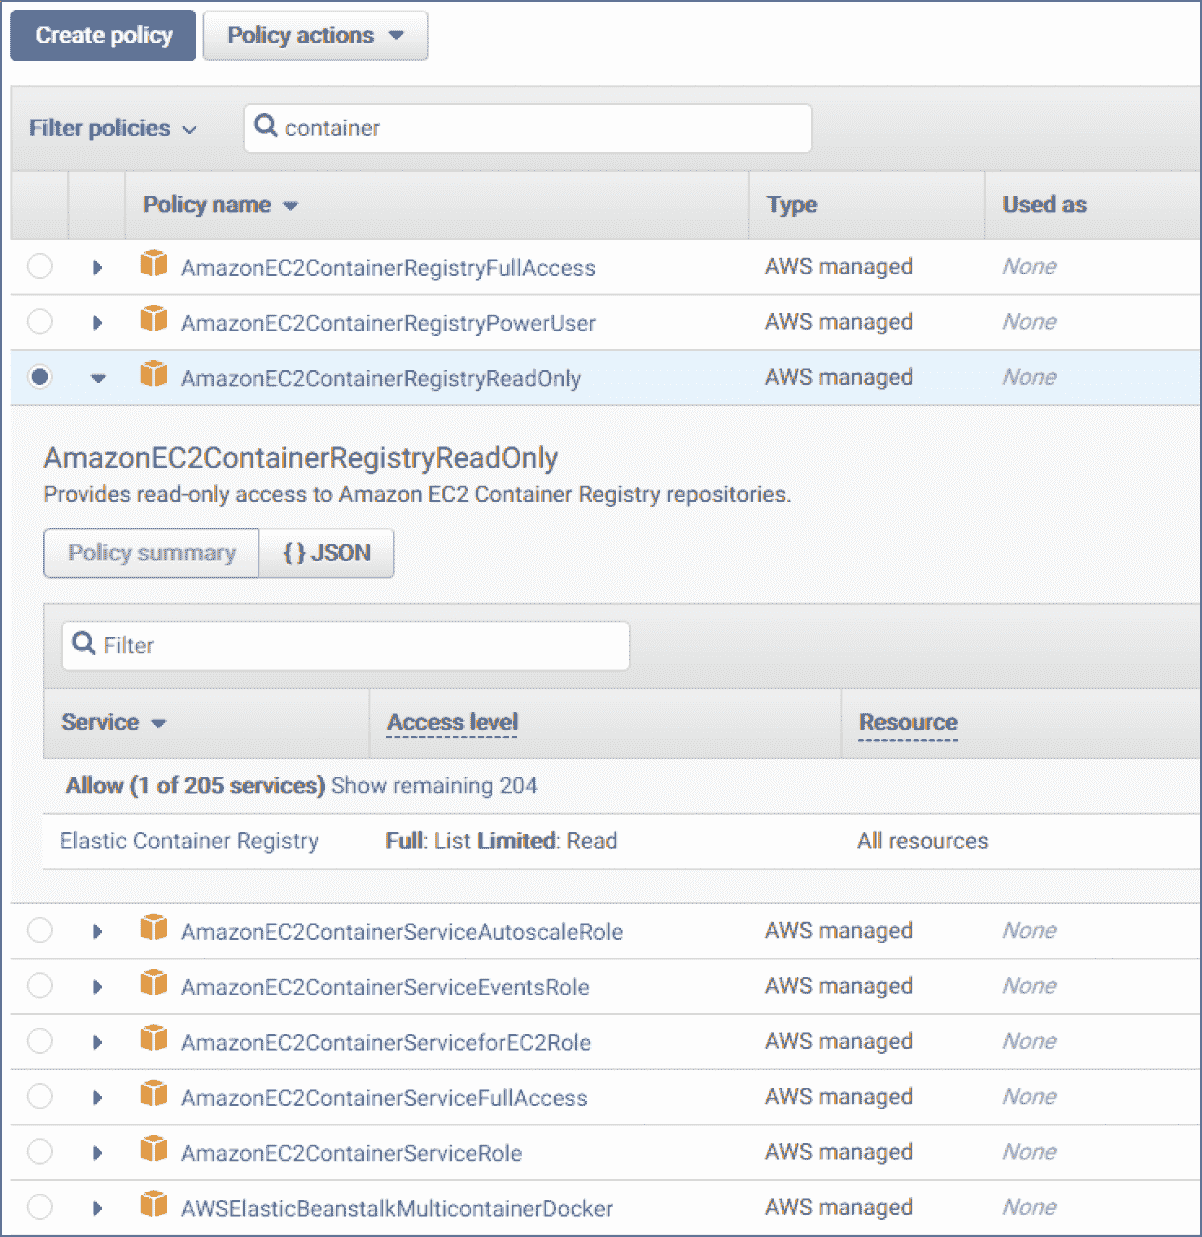 Create policy Policy actions
Filter policies container
Policy name Type Used as
AmazonEC2ContainerRegistryFullAccess AWS managed None
AmazonEC2ContainerRegistryPowerUser AWS managed None
AmazonEC2ContainerRegistryReadOnly AWS managed None
AmazonEC2ContainerRegistryReadOnly
Provides read-only access to Amazon EC2 Container Registry repositories.
Policy summary { } JSON
Filter
Service Access level Resource
Allow (1 of 205 services) Show remaining 204
Elastic Container Registry Full: List Limited: Read All resources
AmazonEC2ContainerServiceAutoscaleRole AWS managed None
AmazonEC2ContainerServiceEventsRole AWS managed None
AmazonEC2ContainerServiceforEC2Role AWS managed None
AmazonEC2ContainerServiceFullAccess AWS managed None
AmazonEC2ContainerServiceRole AWS managed None
AWSElasticBeanstalkMulticontainerDocker AWS managed None